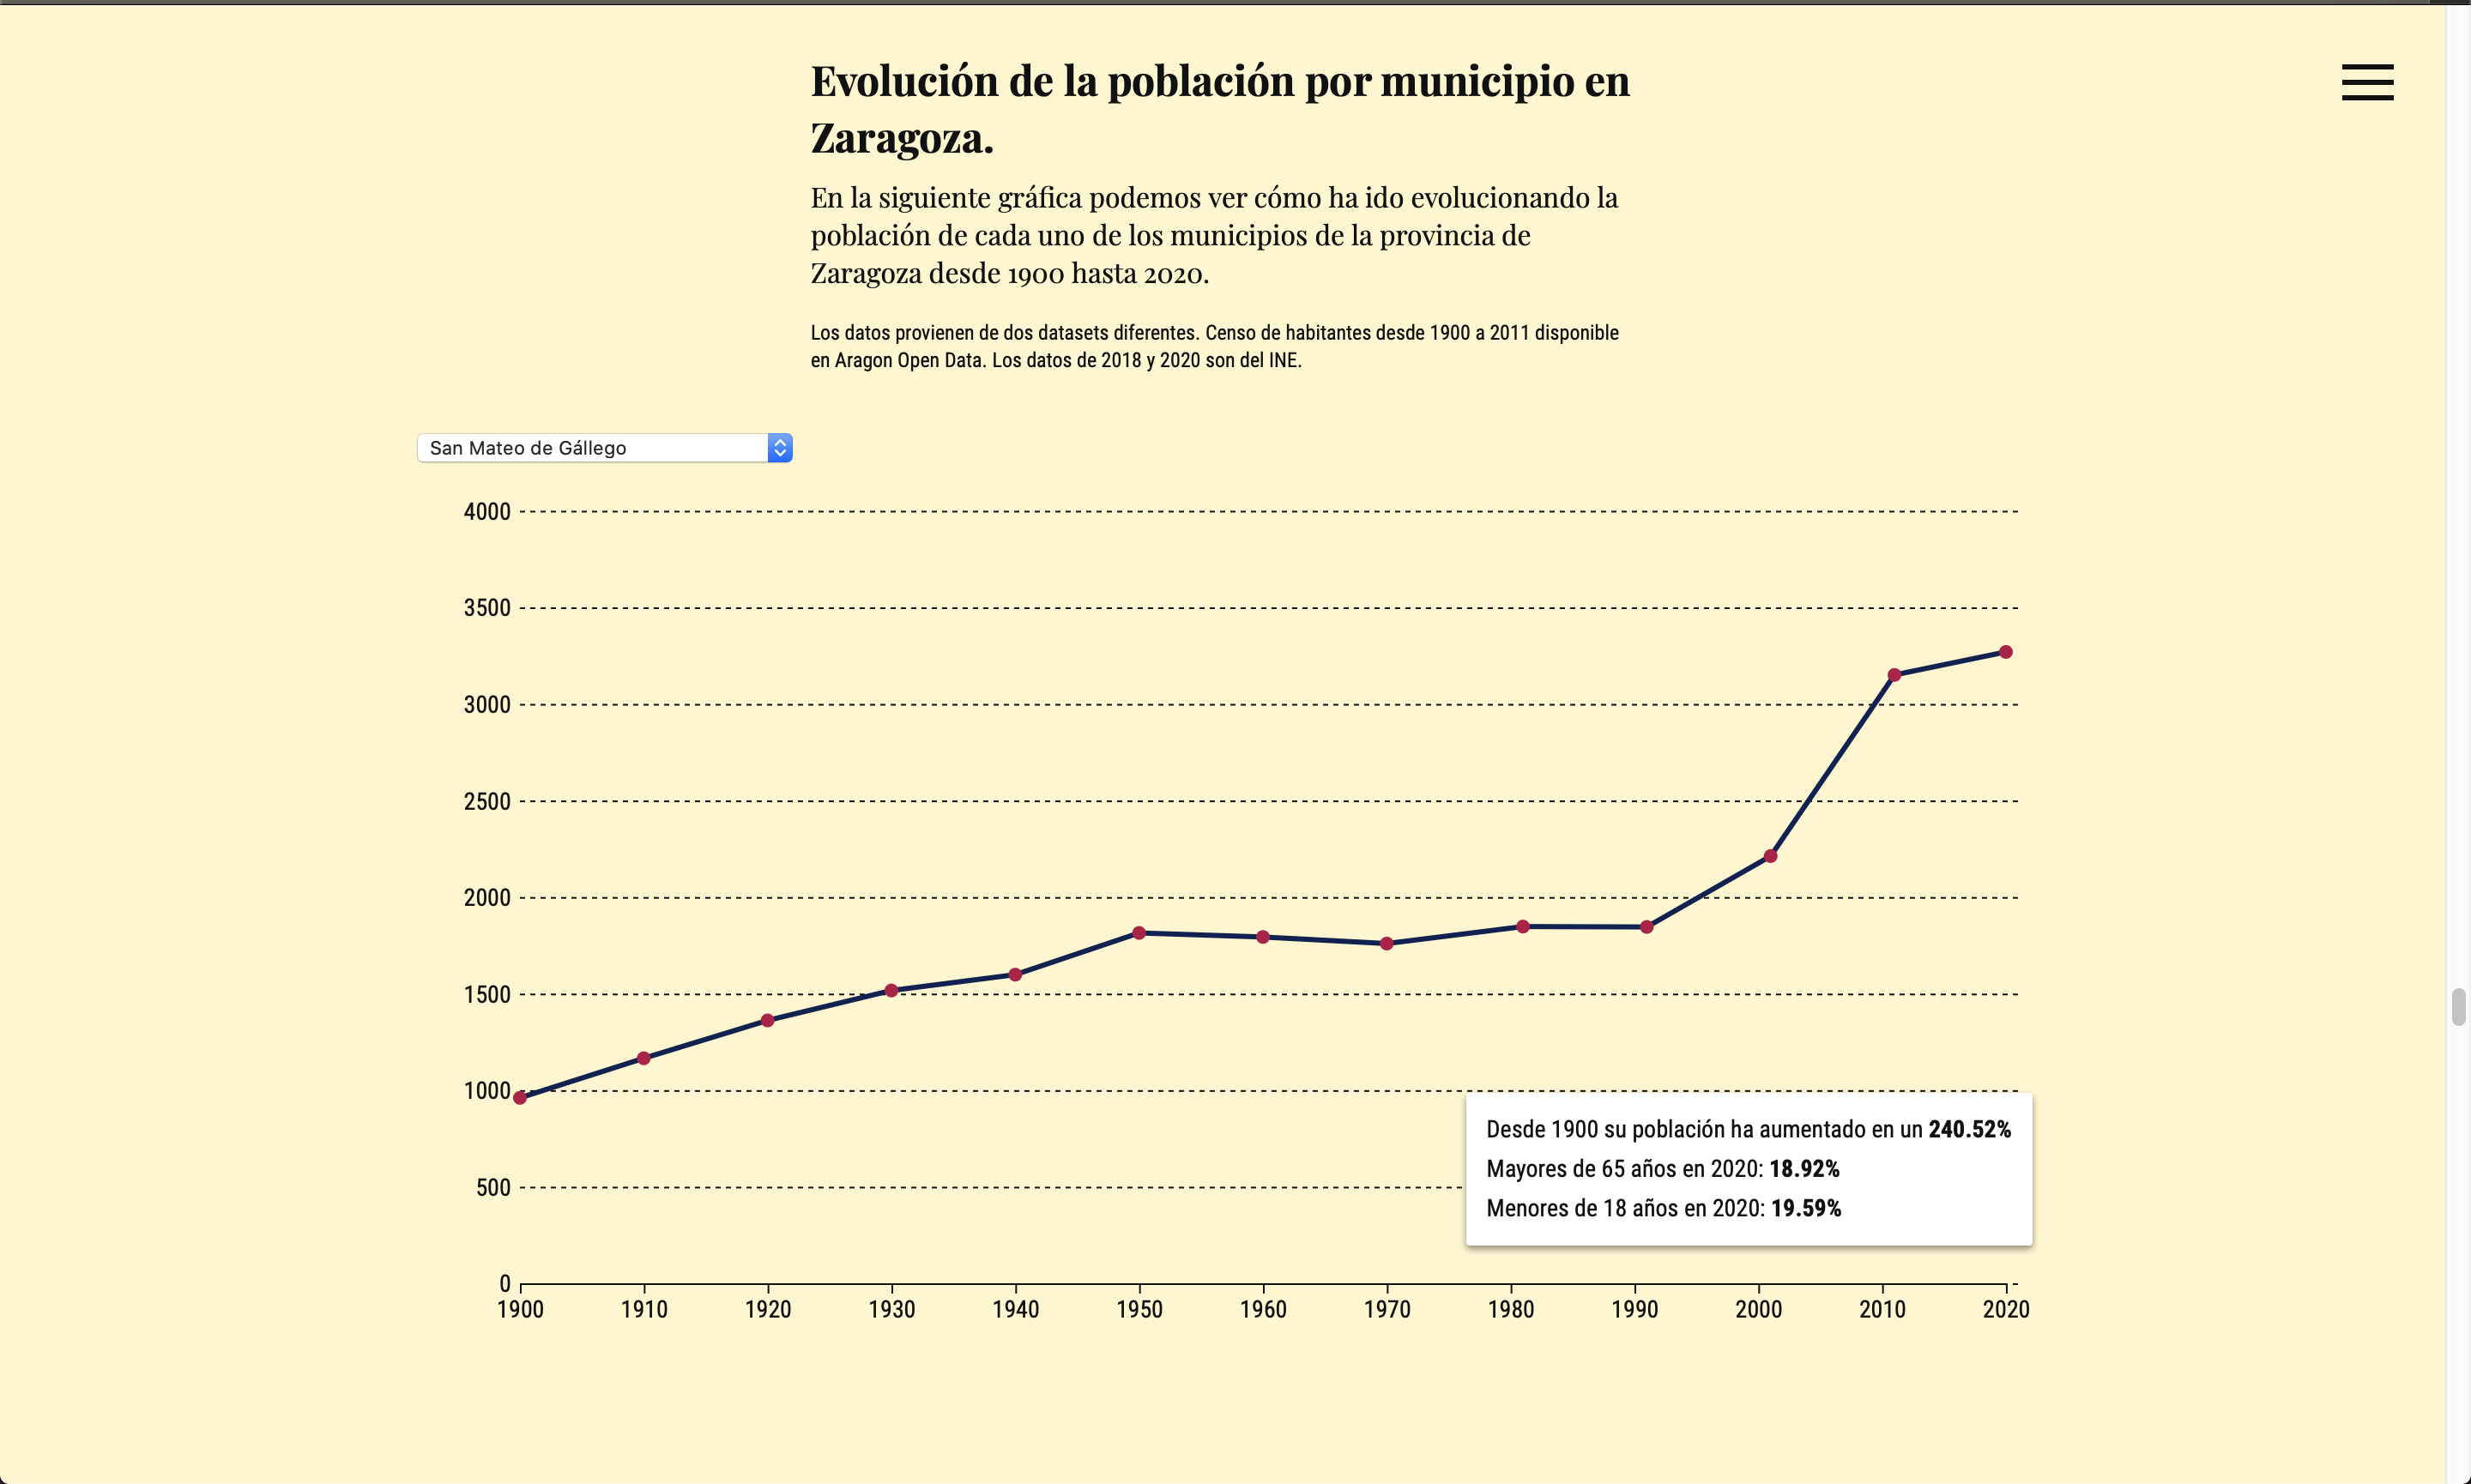 Evolución de la población por municipio en
Zaragoza.
En la siguiente gráfica podemos ver cómo ha ido evolucionando la
población de cada uno de los municipios de la provincia de
Zaragoza desde 1900 hasta 2020.
Los datos provienen de dos datasets diferentes. Censo de habitantes desde 1900 a 2011 disponible
en Aragon Open Data. Los datos de 2018 y 2020 son del INE.
San Mateo de Gállego
4000
3500
3000
2500
2000
1500
1000
500
0
Desde 1900 su población ha aumentado en un 240.52%
Mayores de 65 años en 2020: 18.92%
Menores de 18 años en 2020: 19.59%
1900 1910 1920 1930 1940 1950 1960 1970 1980 1990 2000 2010 2020